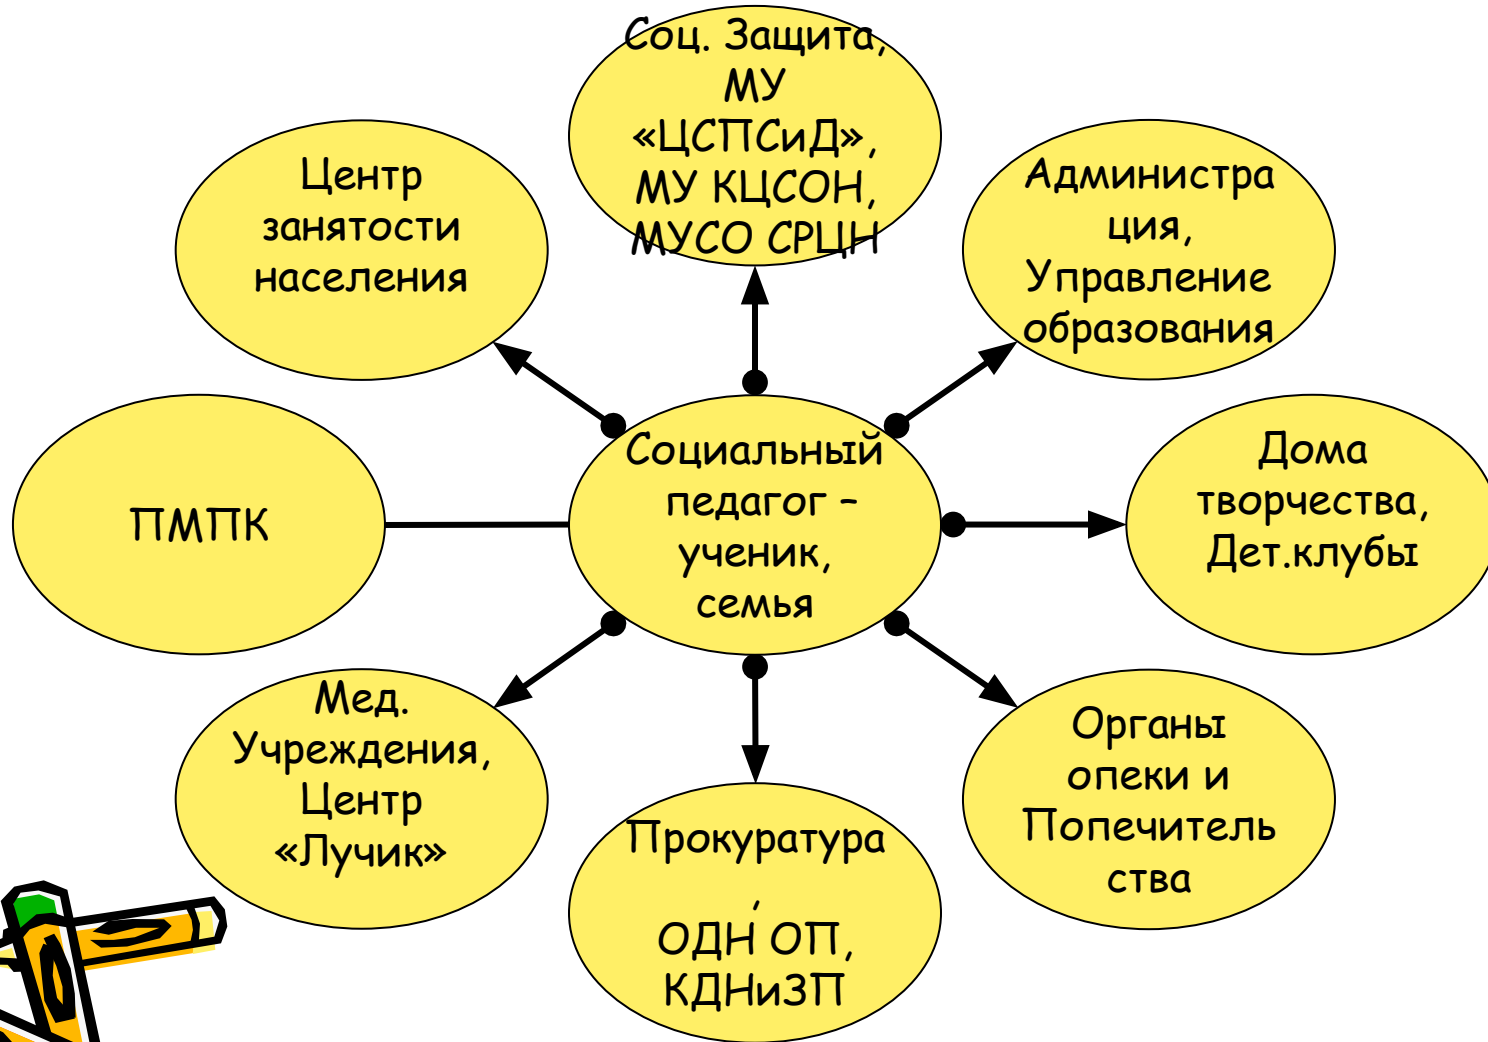 Соц. Защита,
МУ
«ЦСПСиД»,
МУ КЦСОН,
МУСО СРЦН
Центр
занятости
населения
Администра
ция,
Управление
образования
ПМПК
Социальный
педагог –
ученик,
семья
Дома
творчества,
Дет.клубы
Мед.
Учреждения,
Центр
«Лучик»
Прокуратура
,
ОДН ОП,
КДНиЗП
Органы
опеки и
Попечитель
ства